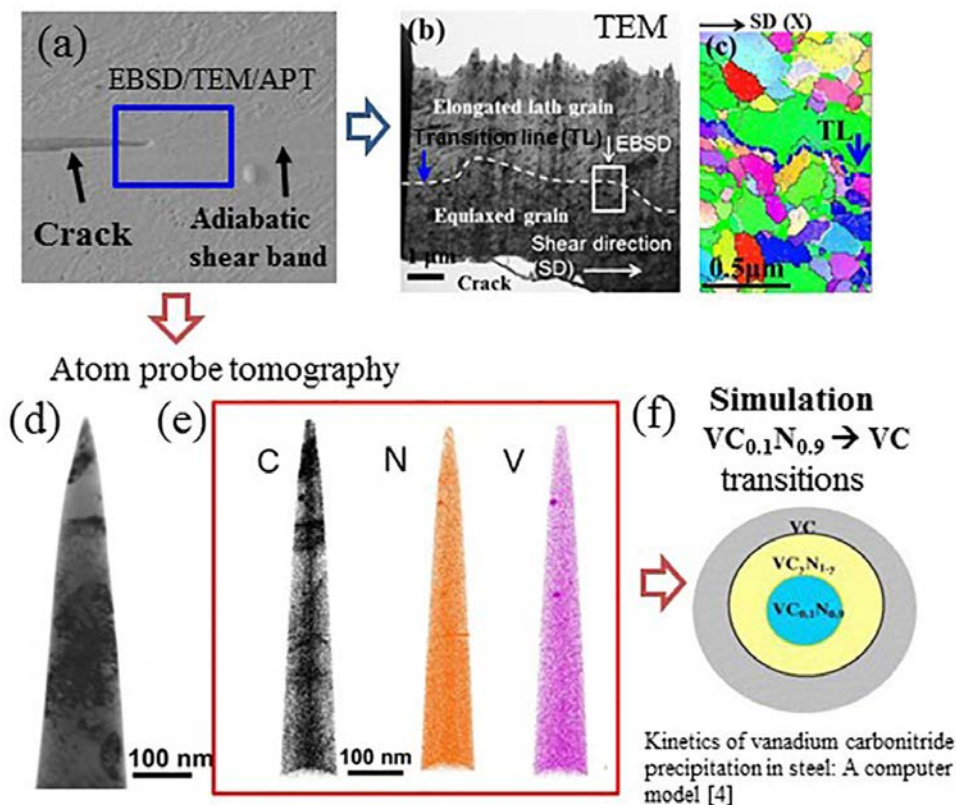 (a)
EBSD/TEM/APT
Crack
Adiabatic
shear band
(b)
TEM
Elongated lath grain
Transition line (TL)
EBSD
Equiaxed grain
Shear direction
(SD)
1 μm
Crack
SD (X)
(c)
TL
0.5μm
Atom probe tomography
(d)
100 nm
(e)
C
N
V
100 nm
(f)
Simulation
VC0.1N0.9 → VC
transitions
VC
VCyN1-y
VC0.1N0.9
Kinetics of vanadium carbonitride
precipitation in steel: A computer
model [4]